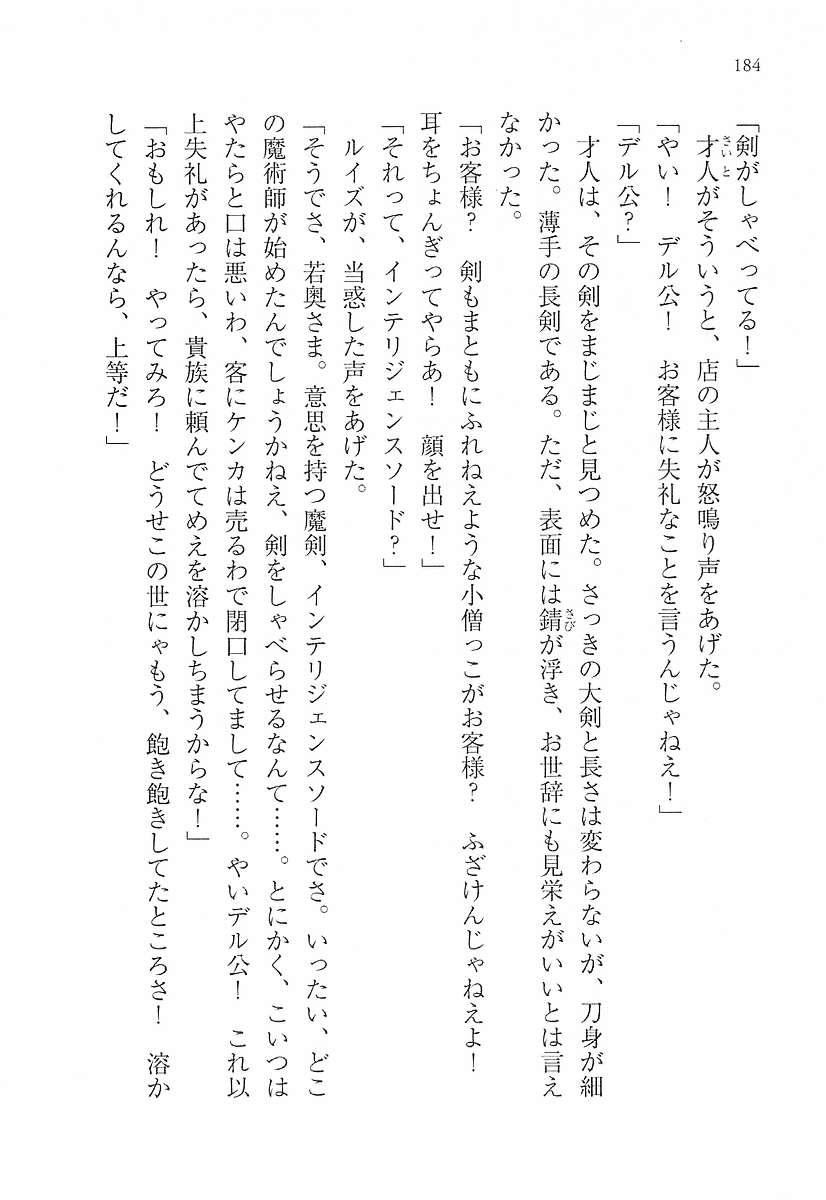 184
「剣がしゃべってる！」
　才人がそういうと、店の主人が怒鳴り声をあげた。
「やい！　デル公！　お客様に失礼なことを言うんじゃねえ！」
「デル公？」
　才人は、その剣をまじまじと見つめた。さっきの大剣と長さは変わらないが、刀身が細
かった。薄手の長剣である。ただ、表面には錆が浮き、お世辞にも見栄えがいいとは言え
なかった。
「お客様？　剣もまともにふれねえような小僧っこがお客様？　ふざけんじゃねえよ！
耳をちょんぎってやらあ！　顔を出せ！」
「それって、インテリジェンスソード？」
　ルイズが、当惑した声をあげた。
「そうでさ、若奥さま。意思を持つ魔剣、インテリジェンスソードでさ。いったい、どこ
の魔術師が始めたんでしょうかねえ、剣をしゃべらせるなんて……。とにかく、こいつは
やたらと口は悪いわ、客にケンカは売るわで閉口してまして……。やいデル公！　これ以
上失礼があったら、貴族に頼んでてめえを溶かしちまうからな！」
「おもしれ！　やってみろ！　どうせこの世にゃもう、飽き飽きしてたところさ！　溶か
してくれるんなら、上等だ！」